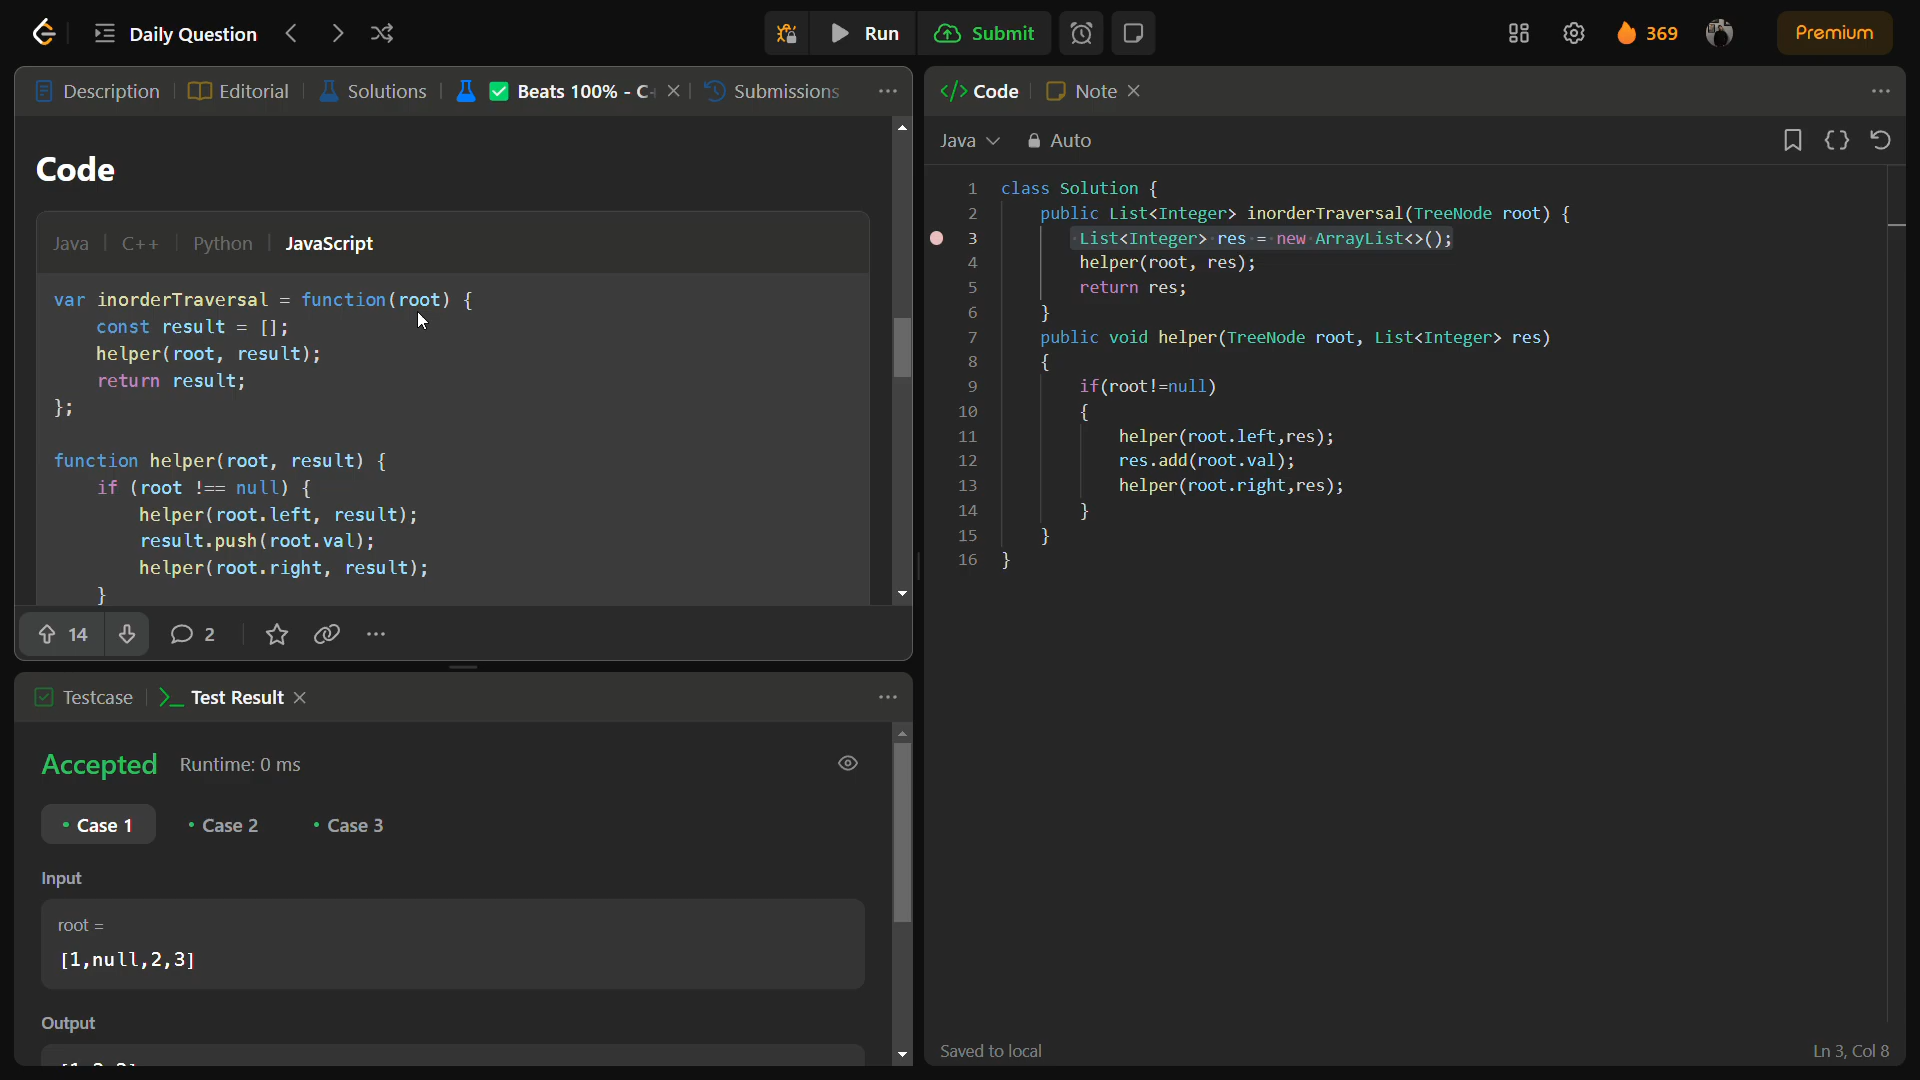 Daily Question
Run
Submit
369
Premium
Description
Editorial
Solutions
Beats 100% - C
Submissions
Code
Java
C++
Python
JavaScript
var inorderTraversal = function(root) {
const result = [];
helper(root, result);
return result;
};
function helper(root, result) {
if (root !== null) {
helper(root.left, result);
result.push(root.val);
helper(root.right, result);
}
14
2
Testcase
Test Result
Accepted
Runtime: 0 ms
Case 1
Case 2
Case 3
Input
root =
[1,null,2,3]
Output
Code
Note
Java
Auto
1 class Solution {
2 public List<Integer> inorderTraversal(TreeNode root) {
3 List<Integer> res = new ArrayList<>();
4 helper(root, res);
5 return res;
6 }
7 public void helper(TreeNode root, List<Integer> res)
8 {
9 if(root!=null)
10 {
11 helper(root.left,res);
12 res.add(root.val);
13 helper(root.right,res);
14 }
15 }
16 }
Saved to local
Ln 3, Col 8